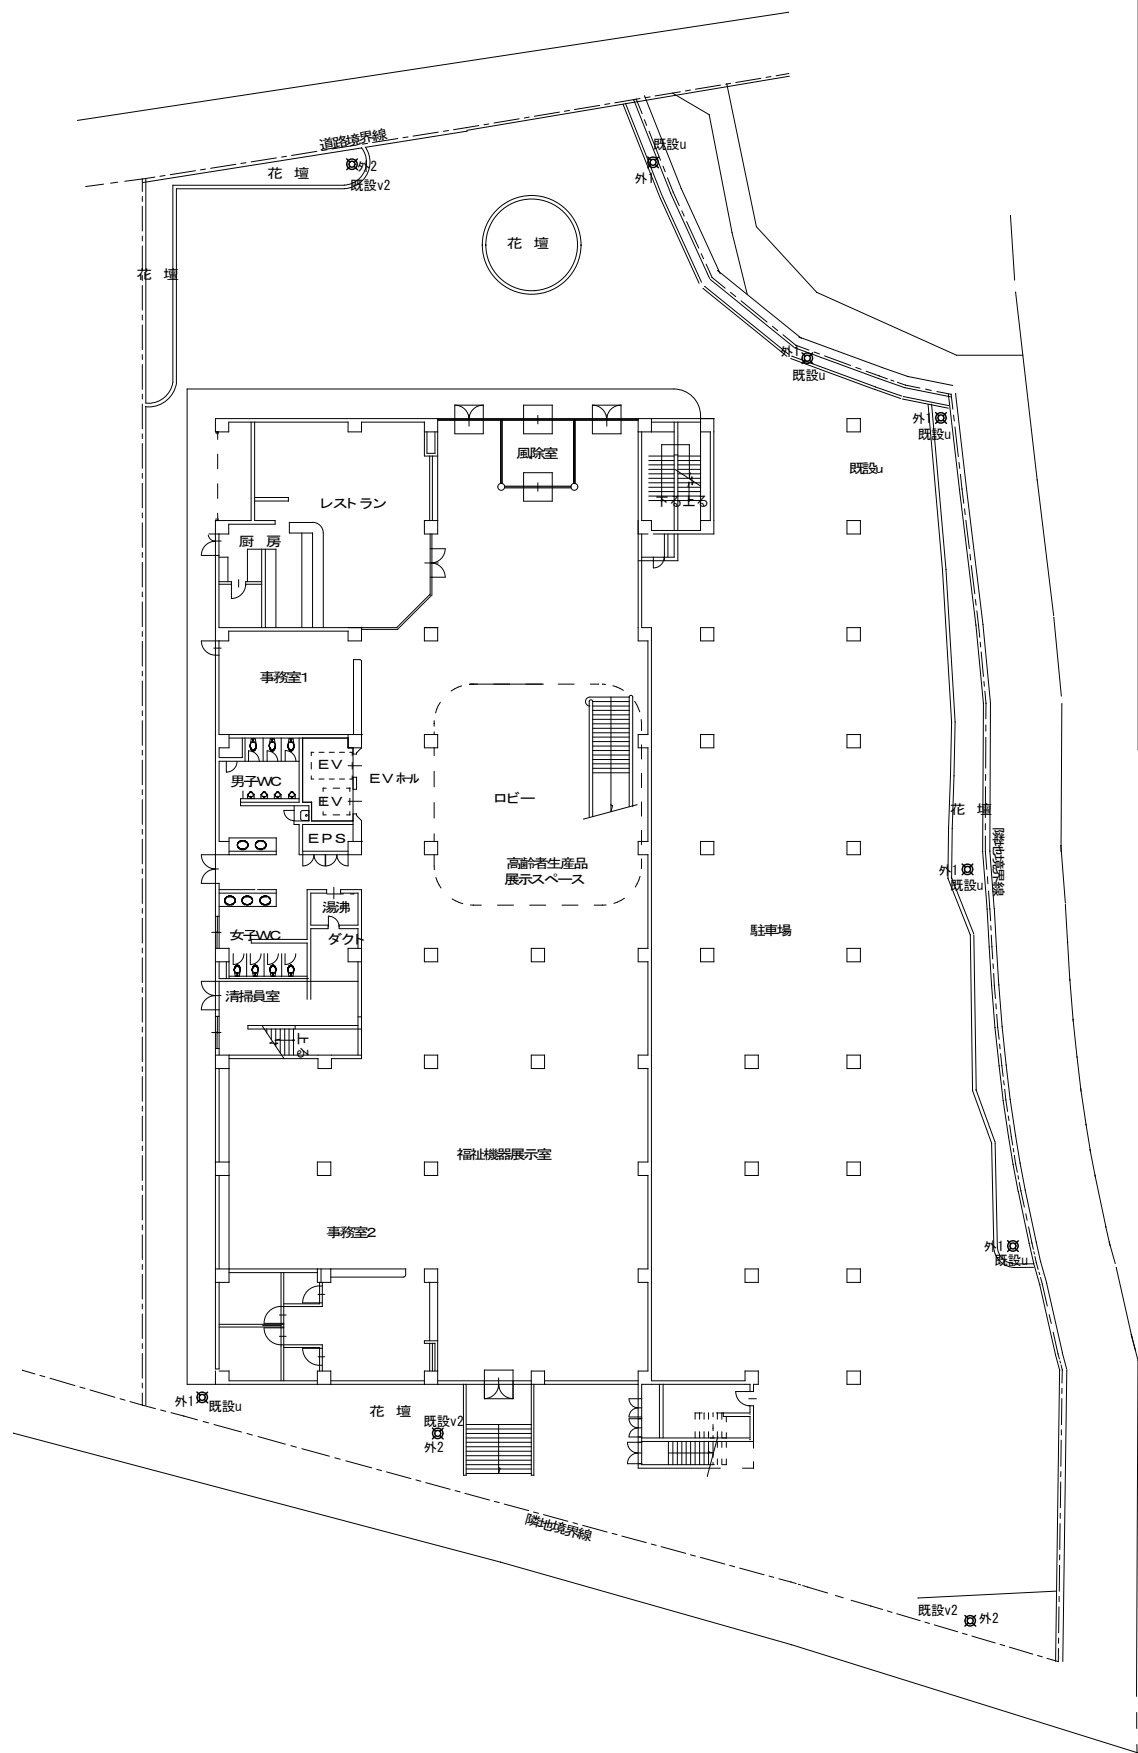 道路境界線
既設u
外2
花 壇
外1
既設v2
花 壇
花 壇
外1
既設u
外1
既設u
風除室
既設u
レストラン
下る上る
厨 房
事務室1
EV
EVホール
男子WC
ロビー
EV
花 壇
EPS
隣地境界線
高齢者生産品
展示スペース
外1
既設u
湯沸
女子WC
ダクト
駐車場
清掃員室
上る
福祉機器展示室
事務室2
外1
既設u
外1
既設u
花 壇
既設v2
外2
隣地境界線
既設v2
外2